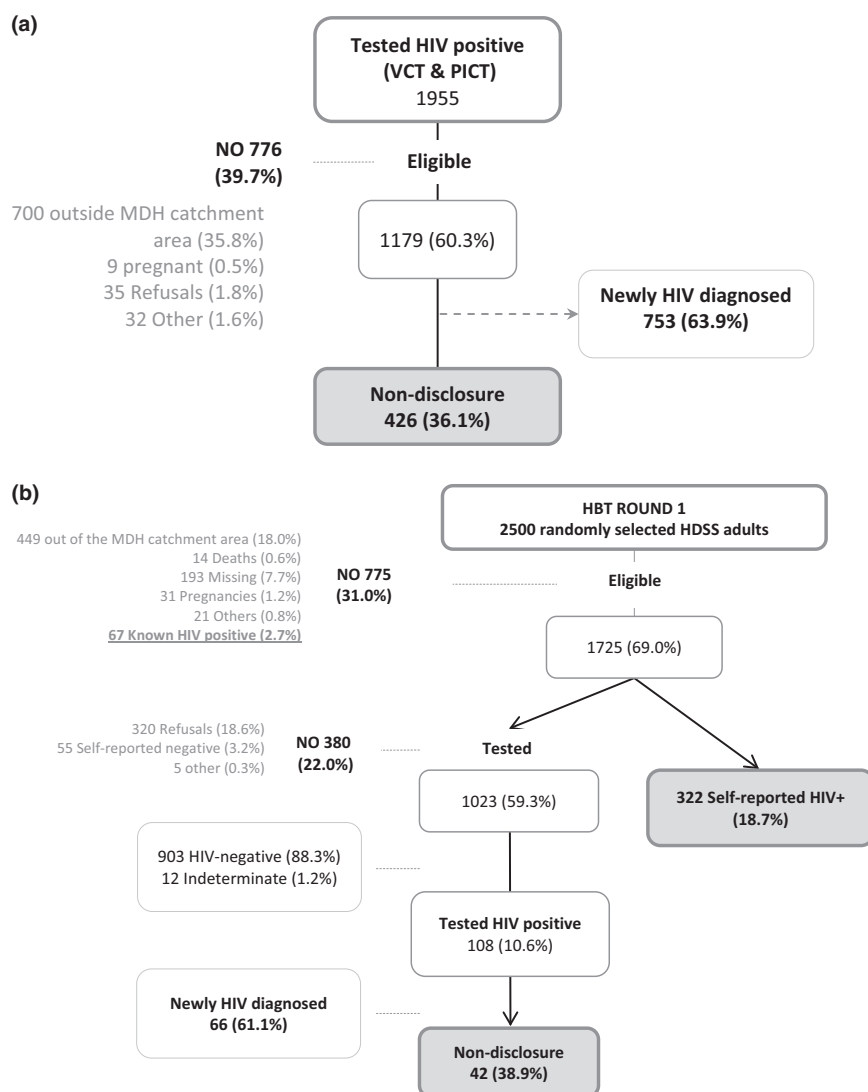 (a)
Tested HIV positive
(VCT & PICT)
1955
NO 776
(39.7%)
Eligible
700 outside MDH catchment
area (35.8%)
9 pregnant (0.5%)
35 Refusals (1.8%)
32 Other (1.6%)
1179 (60.3%)
Newly HIV diagnosed
753 (63.9%)
Non-disclosure
426 (36.1%)
(b)
HBT ROUND 1
2500 randomly selected HDSS adults
449 out of the MDH catchment area (18.0%)
14 Deaths (0.6%)
193 Missing (7.7%)
31 Pregnancies (1.2%)
21 Others (0.8%)
67 Known HIV positive (2.7%)
NO 775
(31.0%)
Eligible
1725 (69.0%)
320 Refusals (18.6%)
55 Self-reported negative (3.2%)
5 other (0.3%)
NO 380
(22.0%)
Tested
1023 (59.3%)
322 Self-reported HIV+
(18.7%)
903 HIV-negative (88.3%)
12 Indeterminate (1.2%)
Tested HIV positive
108 (10.6%)
Newly HIV diagnosed
66 (61.1%)
Non-disclosure
42 (38.9%)